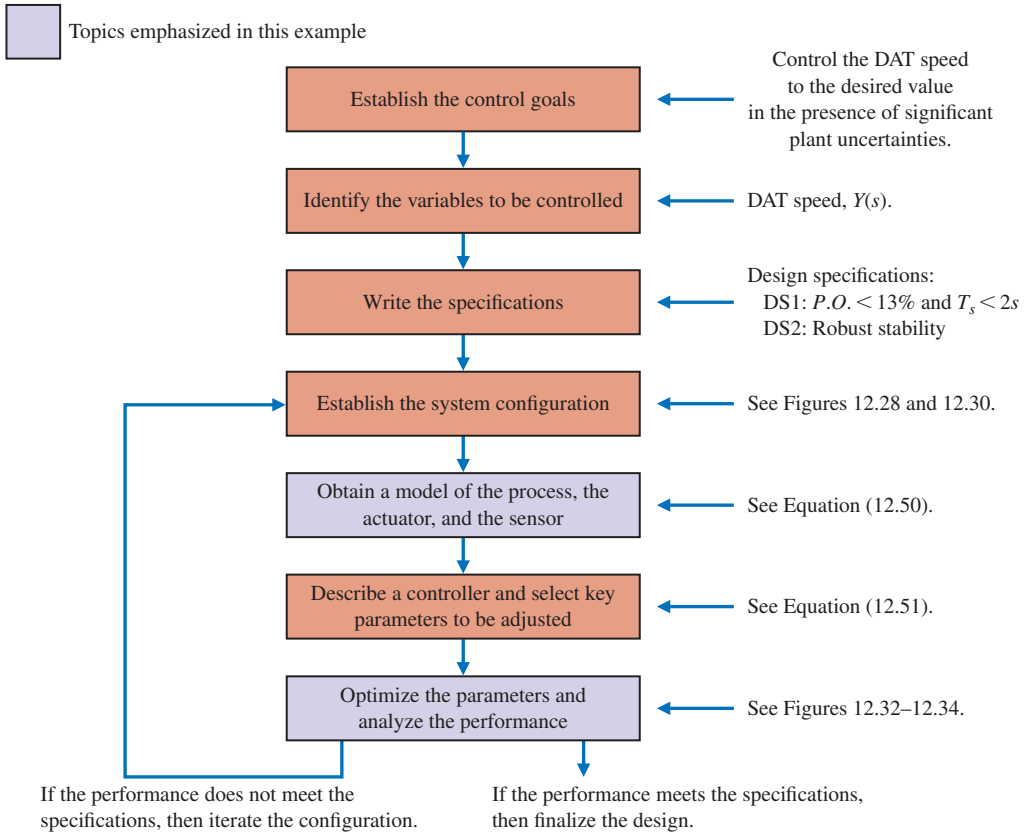 Topics emphasized in this example
Establish the control goals
Control the DAT speed
to the desired value
in the presence of significant
plant uncertainties.
Identify the variables to be controlled
DAT speed, Y(s).
Write the specifications
Design specifications:
DS1: P.O. < 13% and Ts < 2s
DS2: Robust stability
Establish the system configuration
See Figures 12.28 and 12.30.
Obtain a model of the process, the
actuator, and the sensor
See Equation (12.50).
Describe a controller and select key
parameters to be adjusted
See Equation (12.51).
Optimize the parameters and
analyze the performance
See Figures 12.32–12.34.
If the performance does not meet the
specifications, then iterate the configuration.
If the performance meets the specifications,
then finalize the design.